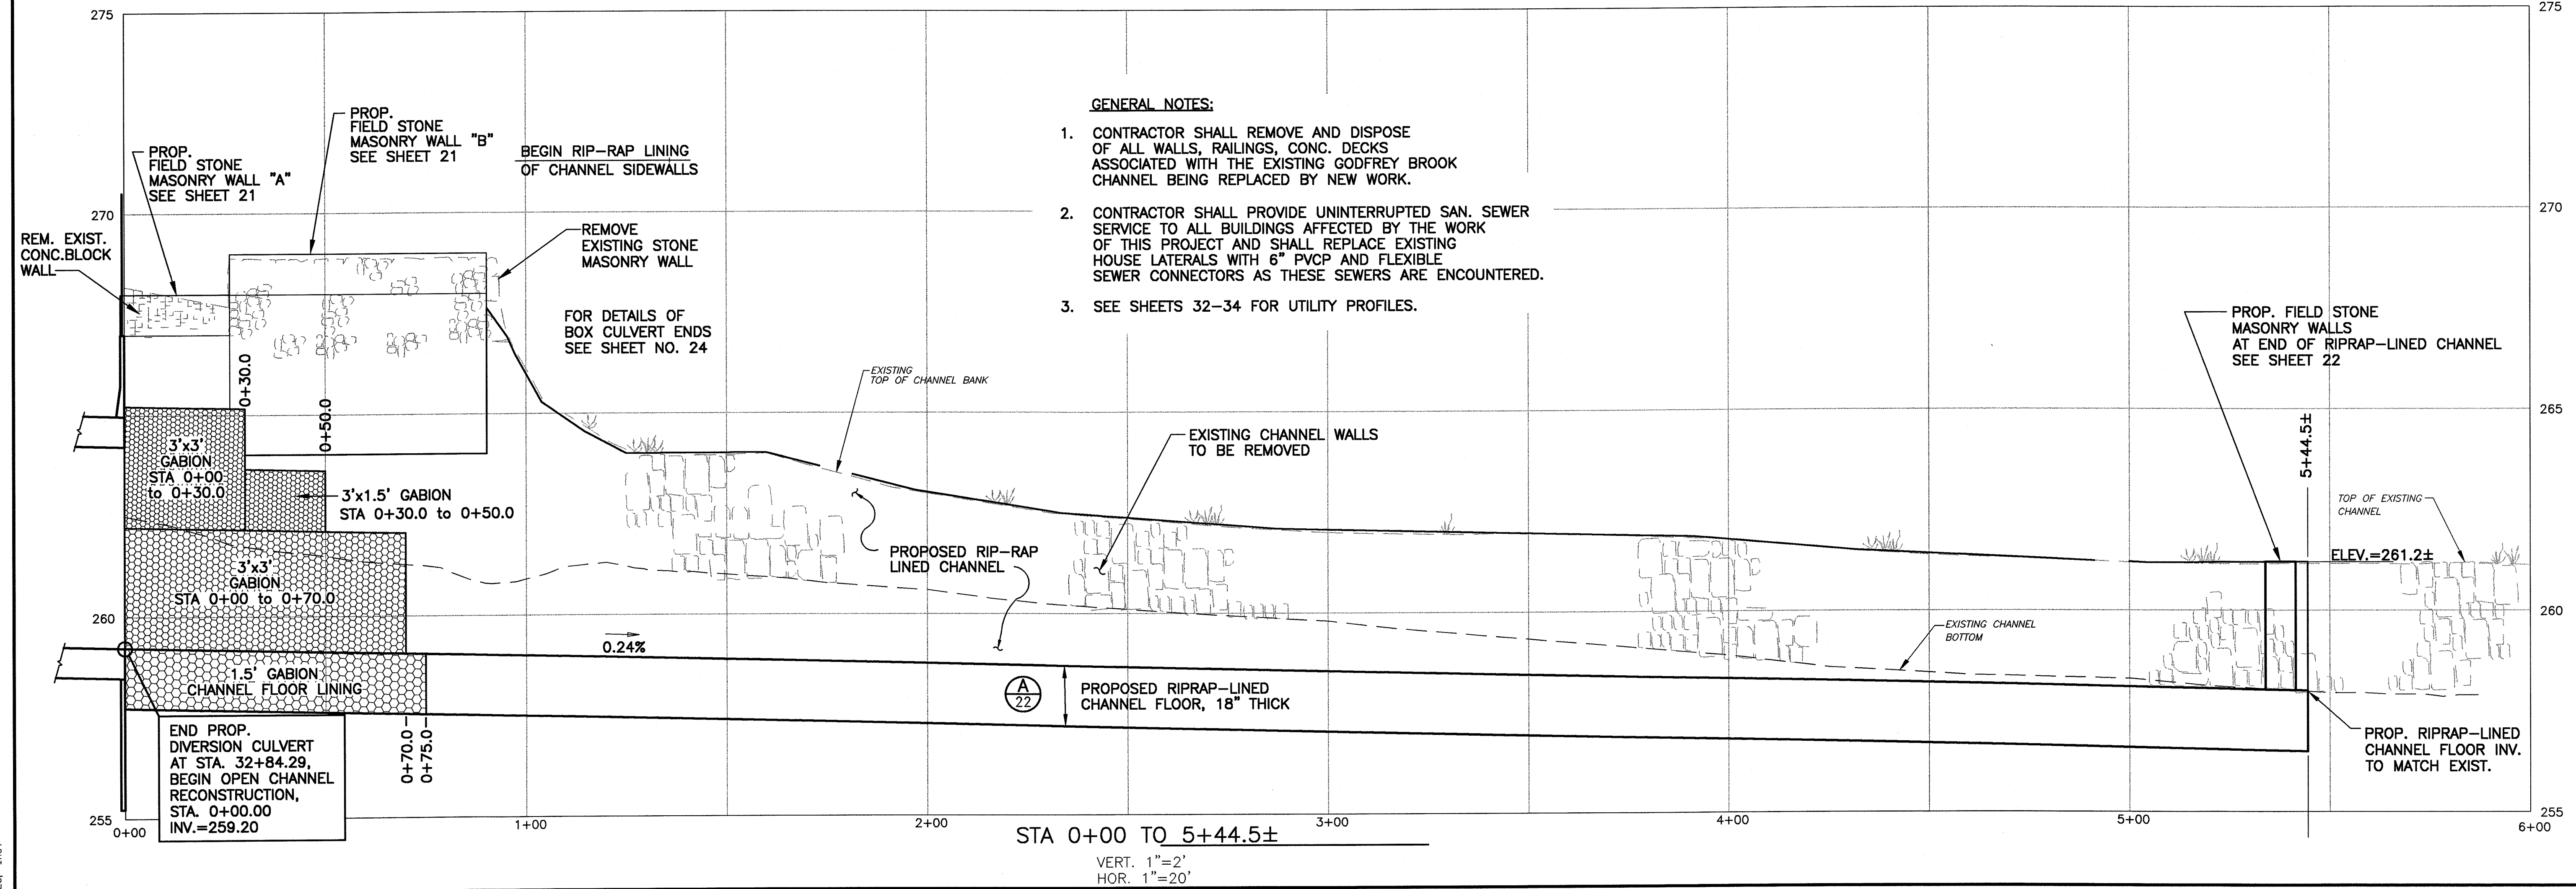 275
275
GENERAL NOTES:
1. CONTRACTOR SHALL REMOVE AND DISPOSE
OF ALL WALLS, RAILINGS, CONC. DECKS
ASSOCIATED WITH THE EXISTING GODFREY BROOK
CHANNEL BEING REPLACED BY NEW WORK.
2. CONTRACTOR SHALL PROVIDE UNINTERRUPTED SAN. SEWER
SERVICE TO ALL BUILDINGS AFFECTED BY THE WORK
OF THIS PROJECT AND SHALL REPLACE EXISTING
HOUSE LATERALS WITH 6" PVCP AND FLEXIBLE
SEWER CONNECTORS AS THESE SEWERS ARE ENCOUNTERED.
3. SEE SHEETS 32-34 FOR UTILITY PROFILES.
PROP.
FIELD STONE
MASONRY WALL "B"
SEE SHEET 21
PROP.
FIELD STONE
MASONRY WALL "A"
SEE SHEET 21
BEGIN RIP-RAP LINING
OF CHANNEL SIDEWALLS
270
270
REM. EXIST.
CONC.BLOCK
WALL
REMOVE
EXISTING STONE
MASONRY WALL
FOR DETAILS OF
BOX CULVERT ENDS
SEE SHEET NO. 24
PROP. FIELD STONE
MASONRY WALLS
AT END OF RIPRAP-LINED CHANNEL
SEE SHEET 22
0+30.0
0+50.0
EXISTING
TOP OF CHANNEL BANK
265
3'x3'
GABION
STA 0+00
to 0+30.0
3'x1.5' GABION
STA 0+30.0 to 0+50.0
EXISTING CHANNEL WALLS
TO BE REMOVED
5+44.5±
TOP OF EXISTING
CHANNEL
PROPOSED RIP-RAP
LINED CHANNEL
ELEV.=261.2±
3'x3'
GABION
STA 0+00 to 0+70.0
260
260
EXISTING CHANNEL
BOTTOM
0.24%
1.5' GABION
CHANNEL FLOOR LINING
A
22
PROPOSED RIPRAP-LINED
CHANNEL FLOOR, 18" THICK
0+70.0
0+75.0
END PROP.
DIVERSION CULVERT
AT STA. 32+84.29,
BEGIN OPEN CHANNEL
RECONSTRUCTION,
STA. 0+00.00
INV.=259.20
PROP. RIPRAP-LINED
CHANNEL FLOOR INV.
TO MATCH EXIST.
255
255
0+00
1+00
2+00
3+00
4+00
5+00
6+00
STA 0+00 TO 5+44.5±
VERT. 1"=2'
HOR. 1"=20'